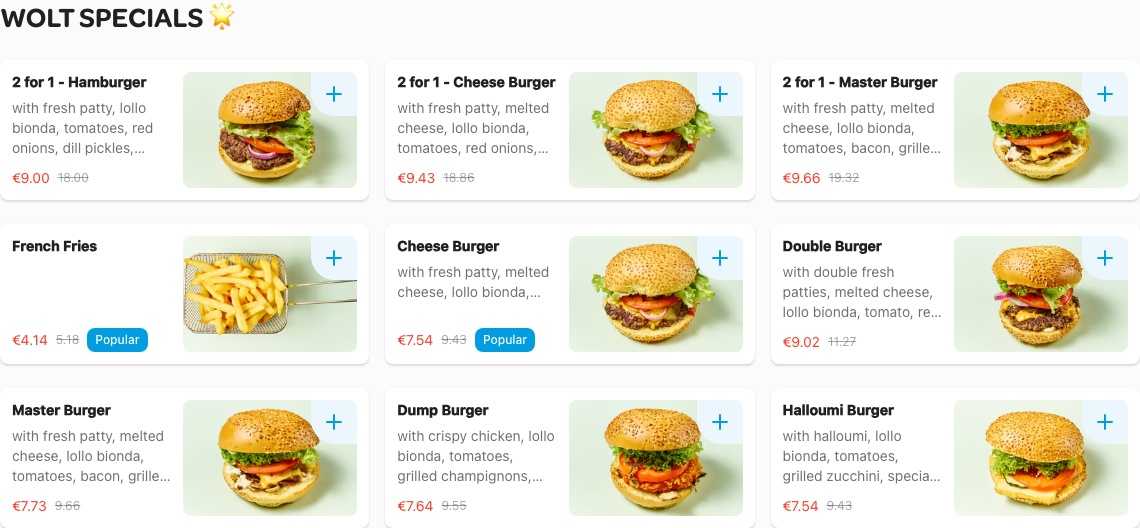 WOLT SPECIALS 🌟
2 for 1 - Hamburger
with fresh patty, lollo
bionda, tomatoes, red
onions, dill pickles,...
€9.00 18.00
2 for 1 - Cheese Burger
with fresh patty, melted
cheese, lollo bionda,
tomatoes, red onions,...
€9.43 18.86
2 for 1 - Master Burger
with fresh patty, melted
cheese, lollo bionda,
tomatoes, bacon, grille...
€9.66 19.32
French Fries
€4.14 5.18 Popular
Cheese Burger
with fresh patty, melted
cheese, lollo bionda,...
€7.54 9.43 Popular
Double Burger
with double fresh
patties, melted cheese,
lollo bionda, tomato, re...
€9.02 11.27
Master Burger
with fresh patty, melted
cheese, lollo bionda,
tomatoes, bacon, grille...
€7.73 9.66
Dump Burger
with crispy chicken, lollo
bionda, tomatoes,
grilled champignons,...
€7.64 9.55
Halloumi Burger
with halloumi, lollo
bionda, tomatoes,
grilled zucchini, specia...
€7.54 9.43